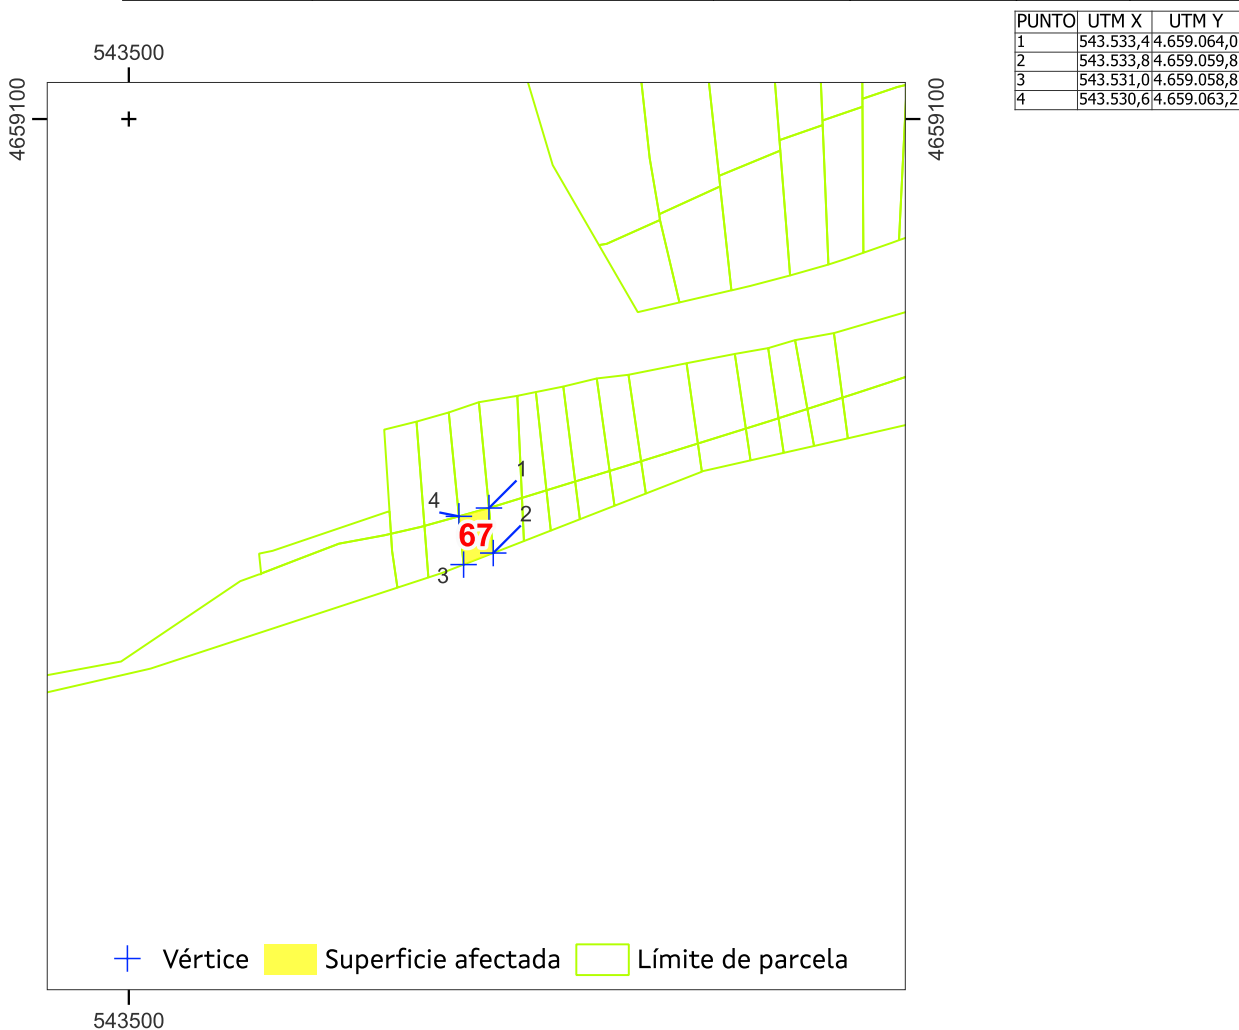 PUNTO UTM X UTM Y
1 543.533,4 4.659.064,0
2 543.533,8 4.659.059,8
3 543.531,0 4.659.058,8
4 543.530,6 4.659.063,2
543500
4659100
4659100
1
4
2
67
3
Vértice Superficie afectada Límite de parcela
543500